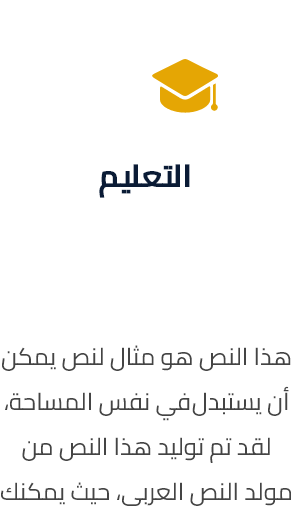 التعليم
هذا النص هو مثال لنص يمكن
أن يستبدل في نفس المساحة،
لقد تم توليد هذا النص من
مولد النص العربى، حيث يمكنك